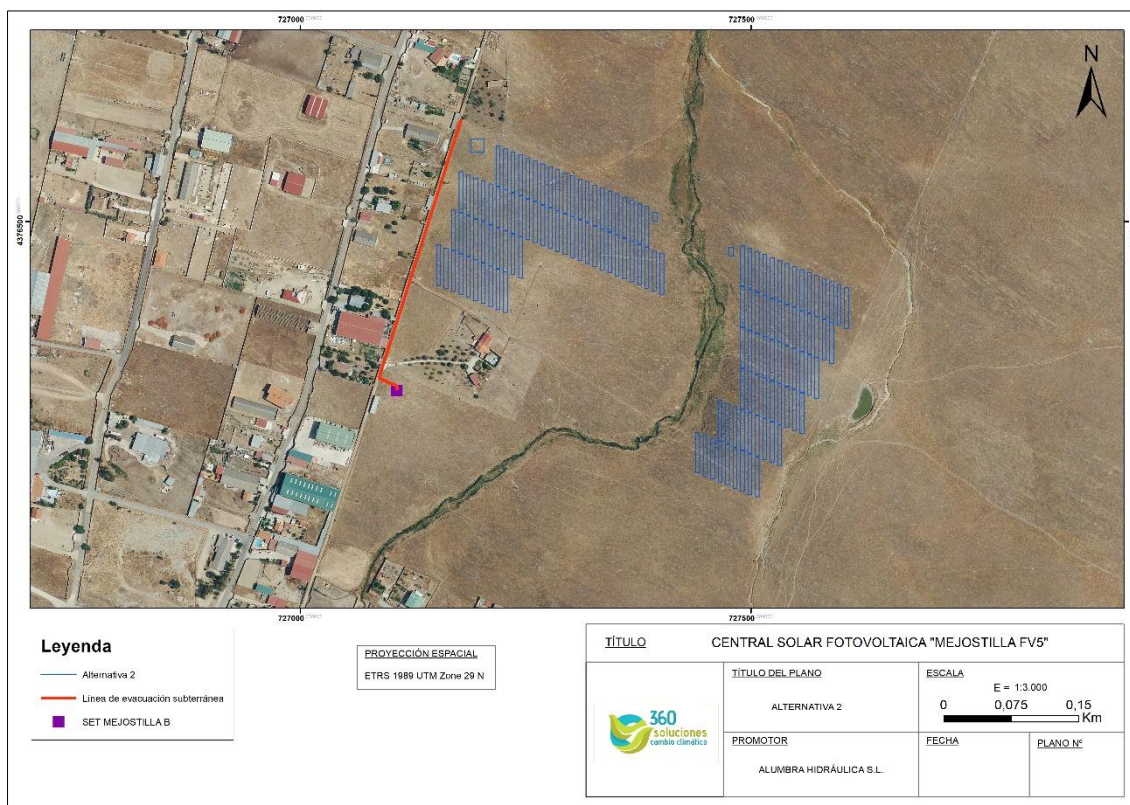 727000
727500
N
4376500
727000
727500
Leyenda
Alternativa 2
Línea de evacuación subterránea
SET MEJOSTILLA B
PROYECCIÓN ESPACIAL
ETRS 1989 UTM Zone 29 N
TÍTULO
CENTRAL SOLAR FOTOVOLTAICA "MEJOSTILLA FV5"
360
soluciones
cambio climático
TÍTULO DEL PLANO
ALTERNATIVA 2
ESCALA
E = 1:3.000
0 0,075 0,15
Km
PROMOTOR
ALUMBRA HIDRÁULICA S.L.
FECHA
PLANO Nº